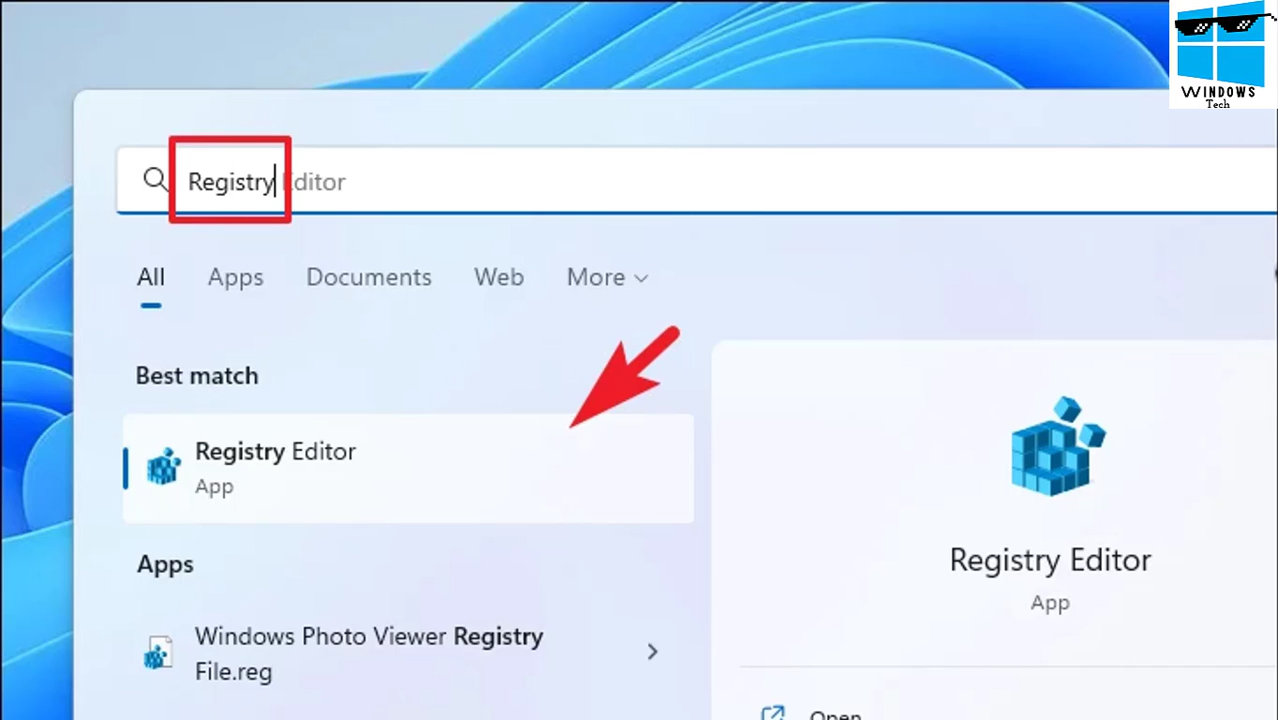 WINDOWS
Tech
Registry Editor
All Apps Documents Web More
Best match
Registry Editor
App
Apps
Windows Photo Viewer Registry
File.reg
Registry Editor
App
Open